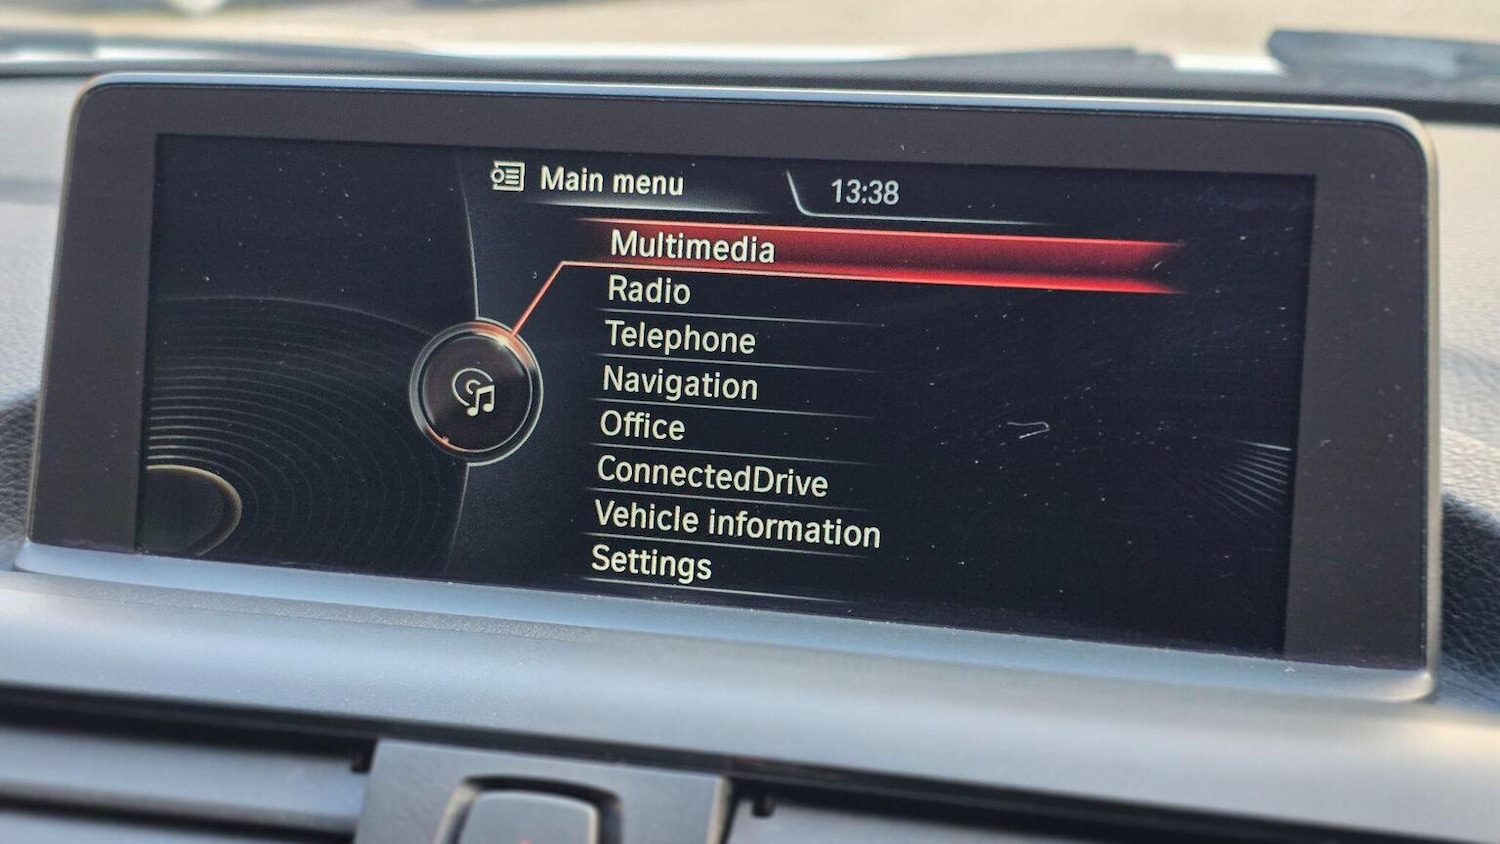 Main menu
13:38
Multimedia
Radio
Telephone
Navigation
Office
ConnectedDrive
Vehicle information
Settings